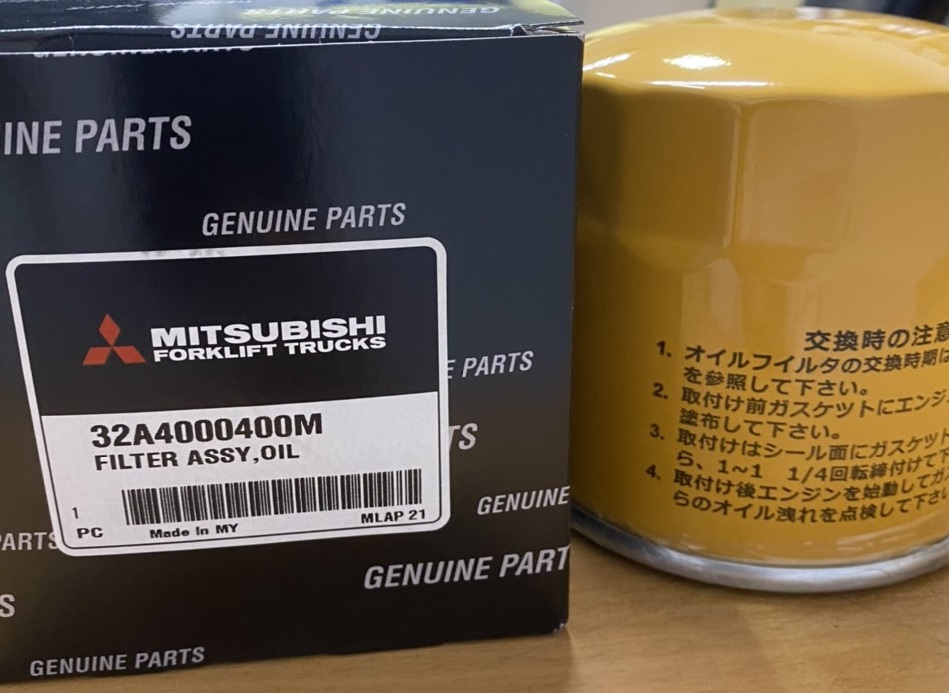 GENUINE PARTS
GENUINE PARTS
INE PARTS
GENUINE PARTS
MITSUBISHI
FORKLIFT TRUCKS
E PARTS
32A4000400M
FILTER ASSY,OIL
TS
1
PC
Made In MY
MLAP 21
GENUINE
PARTS
GENUINE PART
S
GENUINE PARTS
交換時の注意
1. オイルフイルタの交換時期は
を参照して下さい。
2. 取付け前ガスケットにエンジ
塗布して下さい。
3. 取付けはシール面にガスケット
ら、1~1 1/4回転締付けて下
4. 取付け後エンジンを始動してガ
らのオイル洩れを点検して下さい